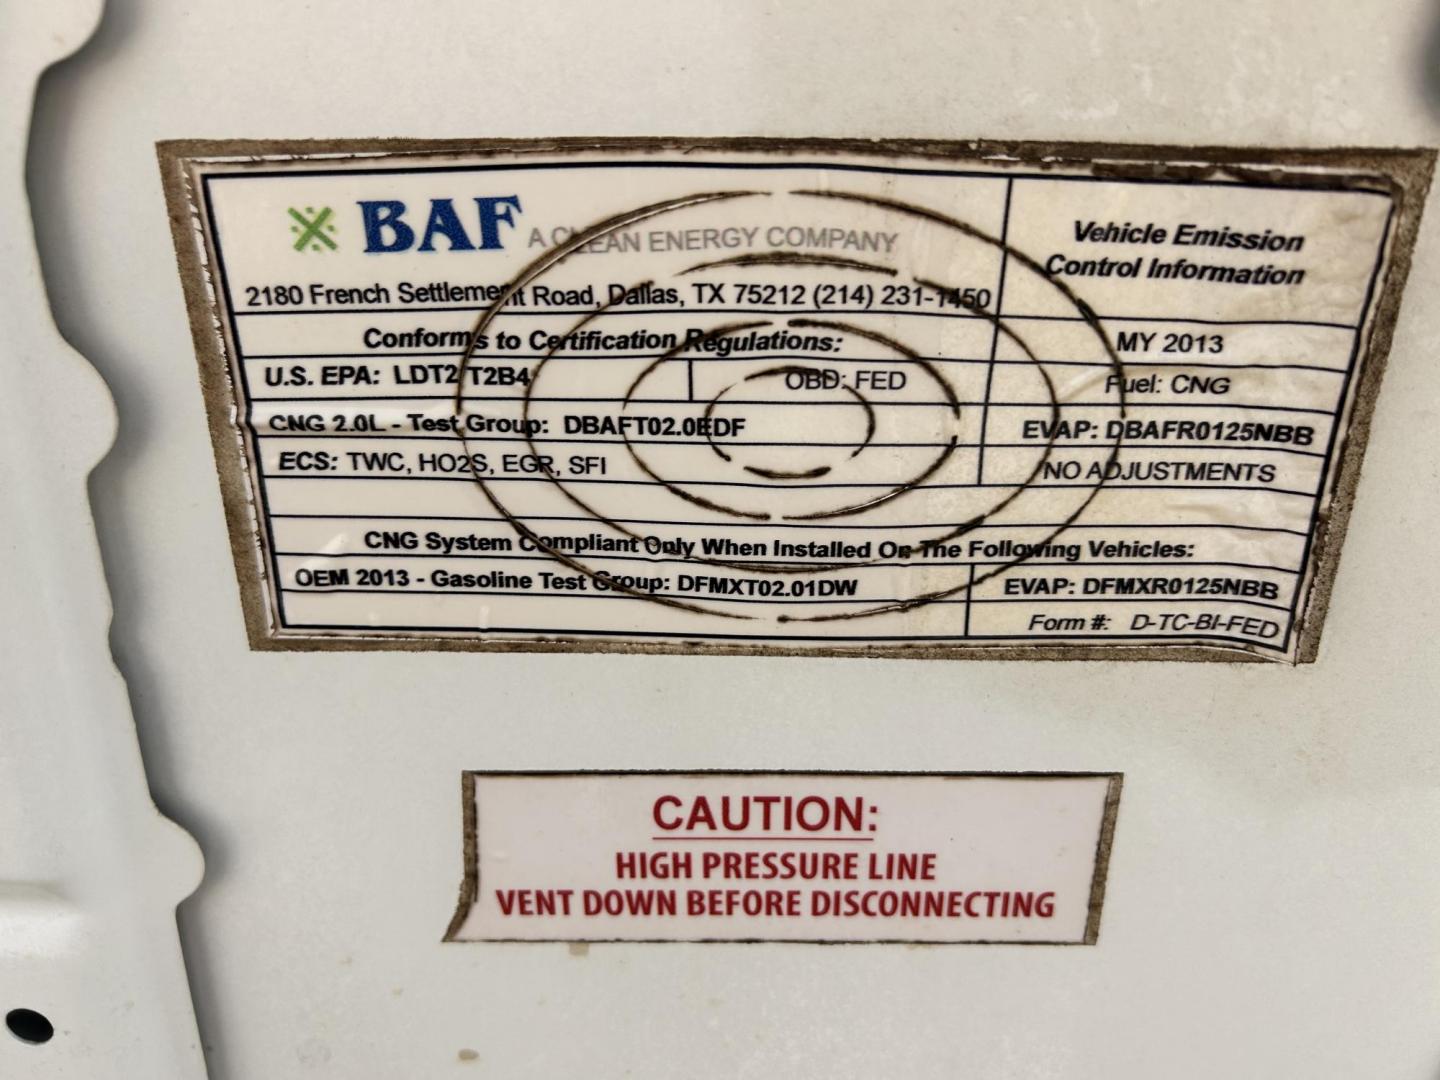 BAF A CLEAN ENERGY COMPANY
2180 French Settlement Road, Dallas, TX 75212 (214) 231-1450
Vehicle Emission
Control Information
Conforms to Certification Regulations:
MY 2013
U.S. EPA: LDT2 T2B4
OBD: FED
Fuel: CNG
CNG 2.0L - Test Group: DBAFT02.0EDF
EVAP: DBAFR0125NBB
ECS: TWC, HO2S, EGR, SFI
NO ADJUSTMENTS
CNG System Compliant Only When Installed On The Following Vehicles:
OEM 2013 - Gasoline Test Group: DFMXT02.01DW
EVAP: DFMXR0125NBB
Form #: D-TC-BI-FED
CAUTION:
HIGH PRESSURE LINE
VENT DOWN BEFORE DISCONNECTING